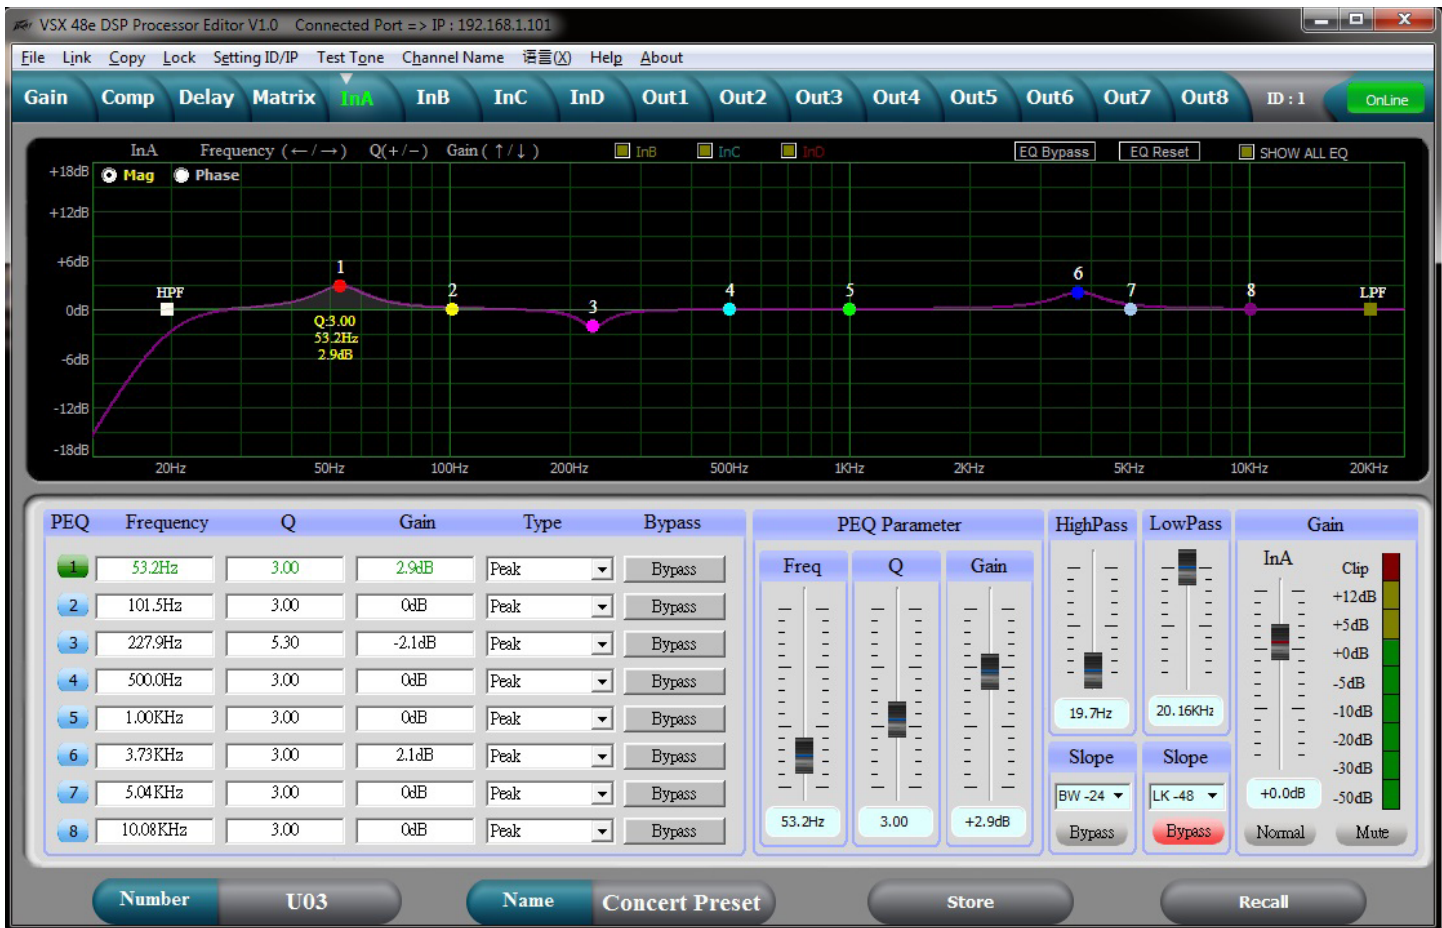 VSX 48e DSP Processor Editor V1.0 Connected Port => IP : 192.168.1.101
File Link Copy Lock Setting ID/IP Test Tone Channel Name 语言(X) Help About
Gain Comp Delay Matrix InA InB InC InD Out1 Out2 Out3 Out4 Out5 Out6 Out7 Out8 ID : 1 OnLine
InA Frequency (←/→) Q(+/−) Gain (↑/↓) InB InC InD EQ Bypass EQ Reset SHOW ALL EQ
+18dB Mag Phase
+12dB
+6dB
1 6
HPF 2 3 4 5 7 8 LPF
0dB
Q:3.00
53.2Hz
2.9dB
-6dB
-12dB
-18dB
20Hz 50Hz 100Hz 200Hz 500Hz 1KHz 2KHz 5KHz 10KHz 20KHz
PEQ Frequency Q Gain Type Bypass PEQ Parameter HighPass LowPass Gain
1 53.2Hz 3.00 2.9dB Peak Bypass
2 101.5Hz 3.00 0dB Peak Bypass
3 227.9Hz 5.30 -2.1dB Peak Bypass
4 500.0Hz 3.00 0dB Peak Bypass
5 1.00KHz 3.00 0dB Peak Bypass
6 3.73KHz 3.00 2.1dB Peak Bypass
7 5.04KHz 3.00 0dB Peak Bypass
8 10.08KHz 3.00 0dB Peak Bypass
Freq Q Gain
53.2Hz 3.00 +2.9dB
19.7Hz 20.16KHz
Slope Slope
BW -24 LK -48
Bypass Bypass
InA Clip
+12dB
+5dB
+0dB
-5dB
-10dB
-20dB
-30dB
+0.0dB -50dB
Normal Mute
Number U03 Name Concert Preset Store Recall